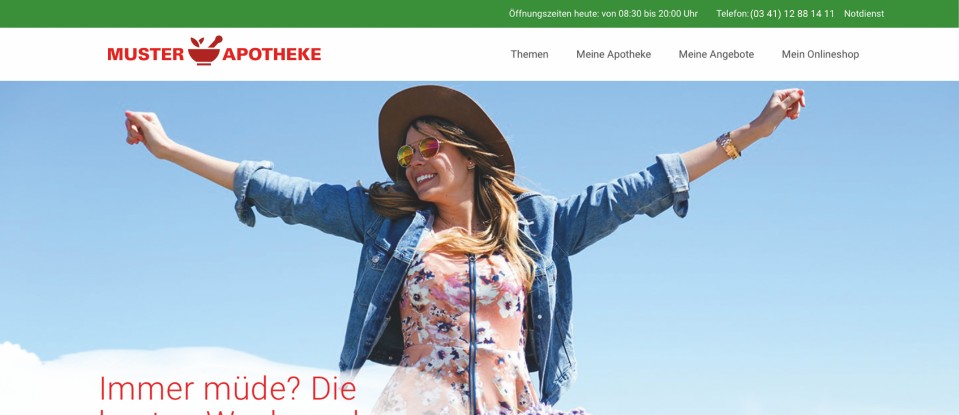 Öffnungszeiten heute: von 08:30 bis 20:00 Uhr Telefon: (03 41) 12 88 14 11 Notdienst
MUSTER APOTHEKE
Themen Meine Apotheke Meine Angebote Mein Onlineshop
Immer müde? Die